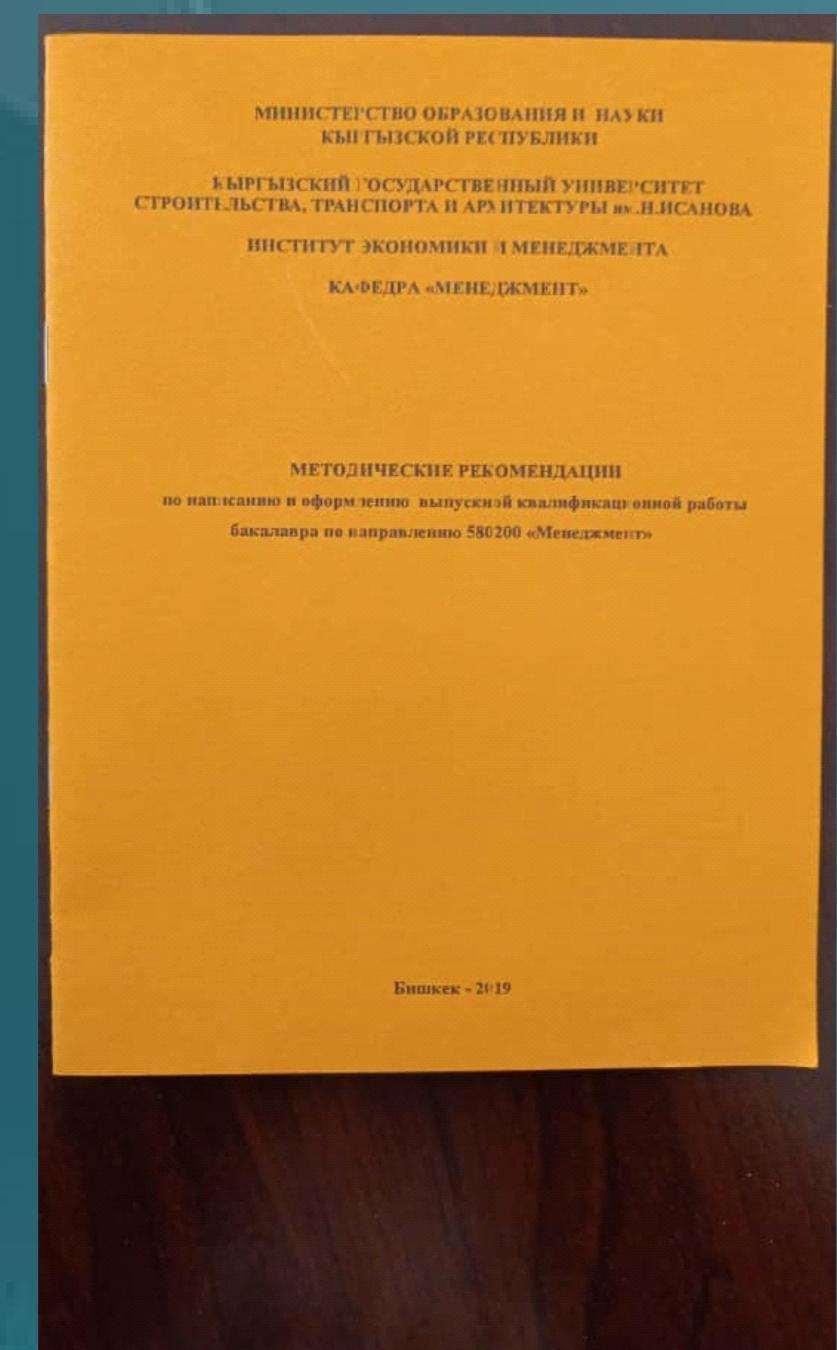 МИНИСТЕРСТВО ОБРАЗОВАНИЯ И НАУКИ
КЫРГЫЗСКОЙ РЕСПУБЛИКИ
КЫРГЫЗСКИЙ ГОСУДАРСТВЕННЫЙ УНИВЕРСИТЕТ
СТРОИТЕЛЬСТВА, ТРАНСПОРТА И АРХИТЕКТУРЫ им.Н.ИСАНОВА
ИНСТИТУТ ЭКОНОМИКИ И МЕНЕДЖМЕНТА
КАФЕДРА «МЕНЕДЖМЕНТ»
МЕТОДИЧЕСКИЕ РЕКОМЕНДАЦИИ
по написанию и оформлению выпускной квалификационной работы
бакалавра по направлению 580200 «Менеджмент»
Бишкек - 2019